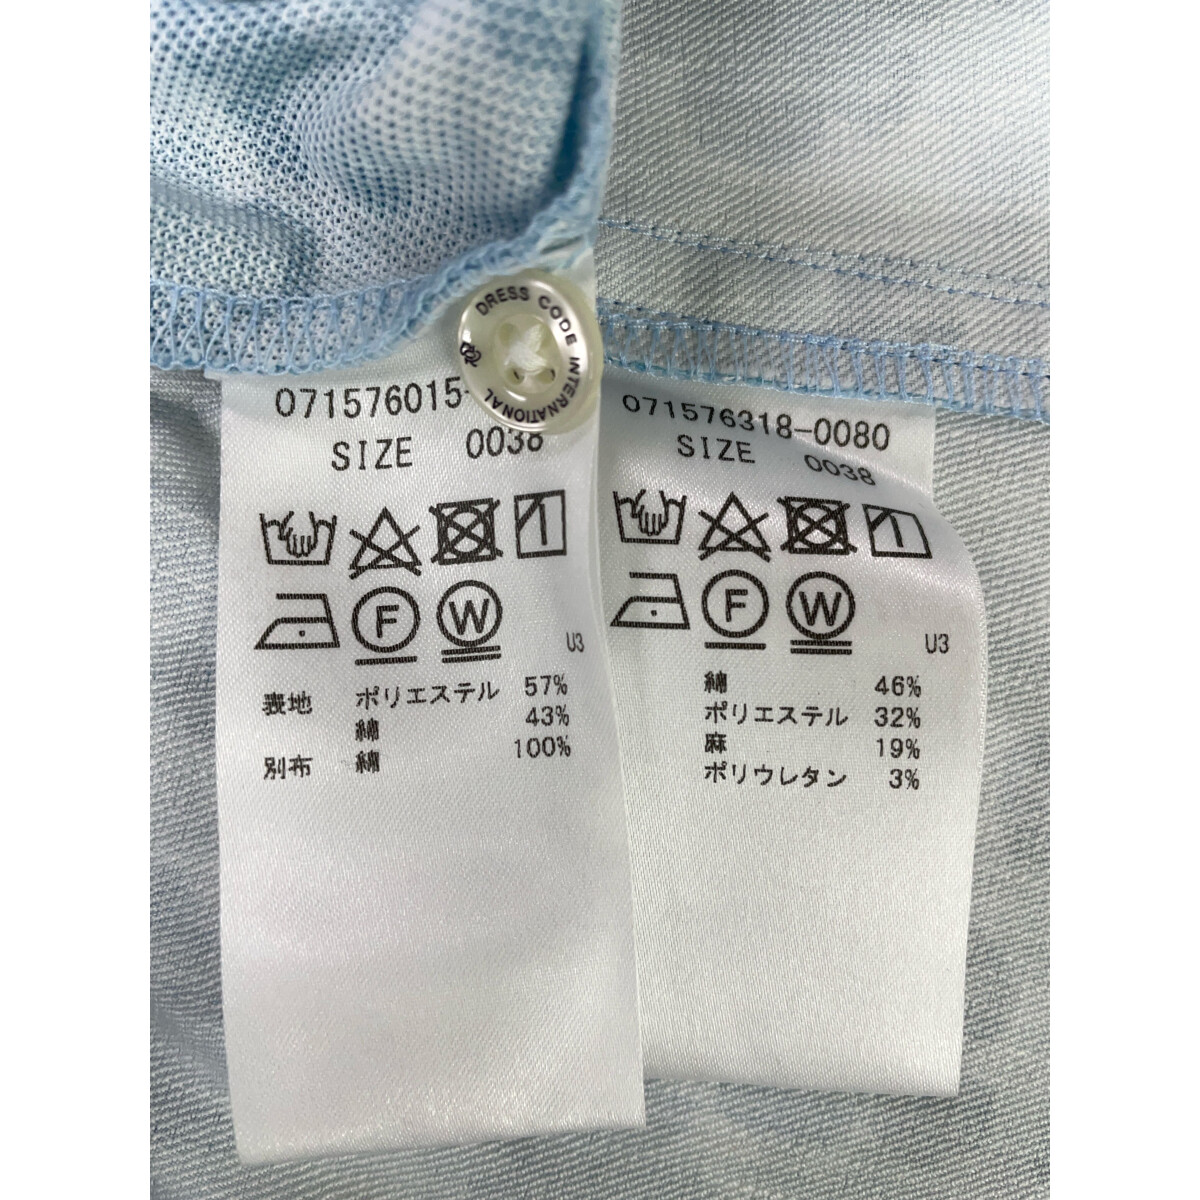 DRESS CODE INTERNATIONAL
071576015-
SIZE 0038
F W
U3
表地 ポリエステル 57%
綿 43%
別布 綿 100%
071576318-0080
SIZE 0038
F W
U3
綿 46%
ポリエステル 32%
麻 19%
ポリウレタン 3%